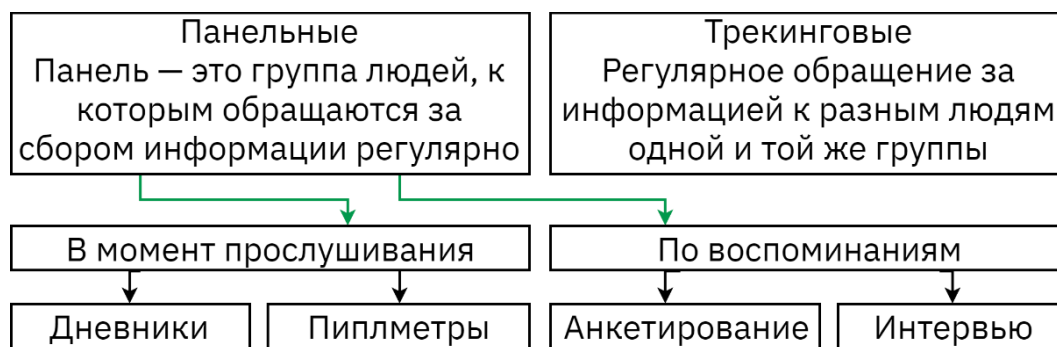 Панельные
Панель — это группа людей, к
которым обращаются за
сбором информации регулярно
Трекинговые
Регулярное обращение за
информацией к разным людям
одной и той же группы
В момент прослушивания
По воспоминаниям
Дневники
Пиплметры
Анкетирование
Интервью